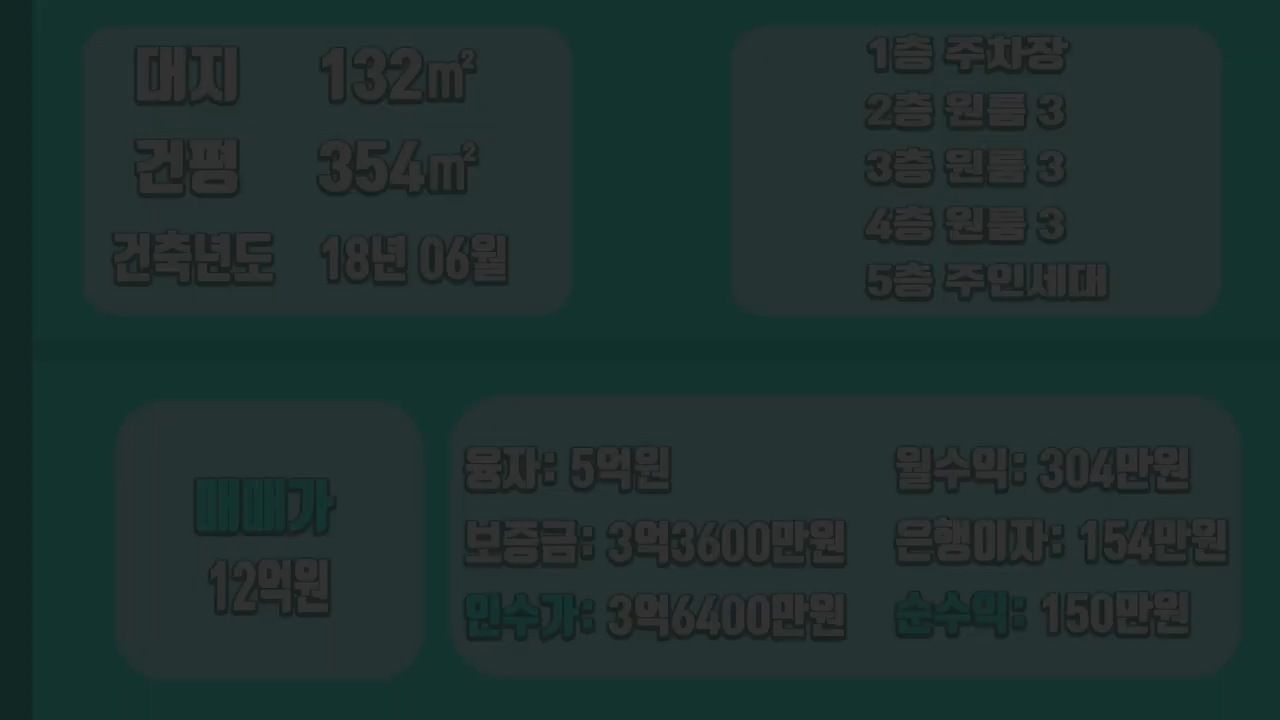 대지 132㎡
건평 354㎡
건축년도 18년 06월
1층 주차장
2층 원룸 3
3층 원룸 3
4층 원룸 3
5층 주인세대
매매가
12억원
융자: 5억원
보증금: 3억3600만원
인수가: 3억6400만원
월수익: 304만원
은행이자: 154만원
순수익: 150만원